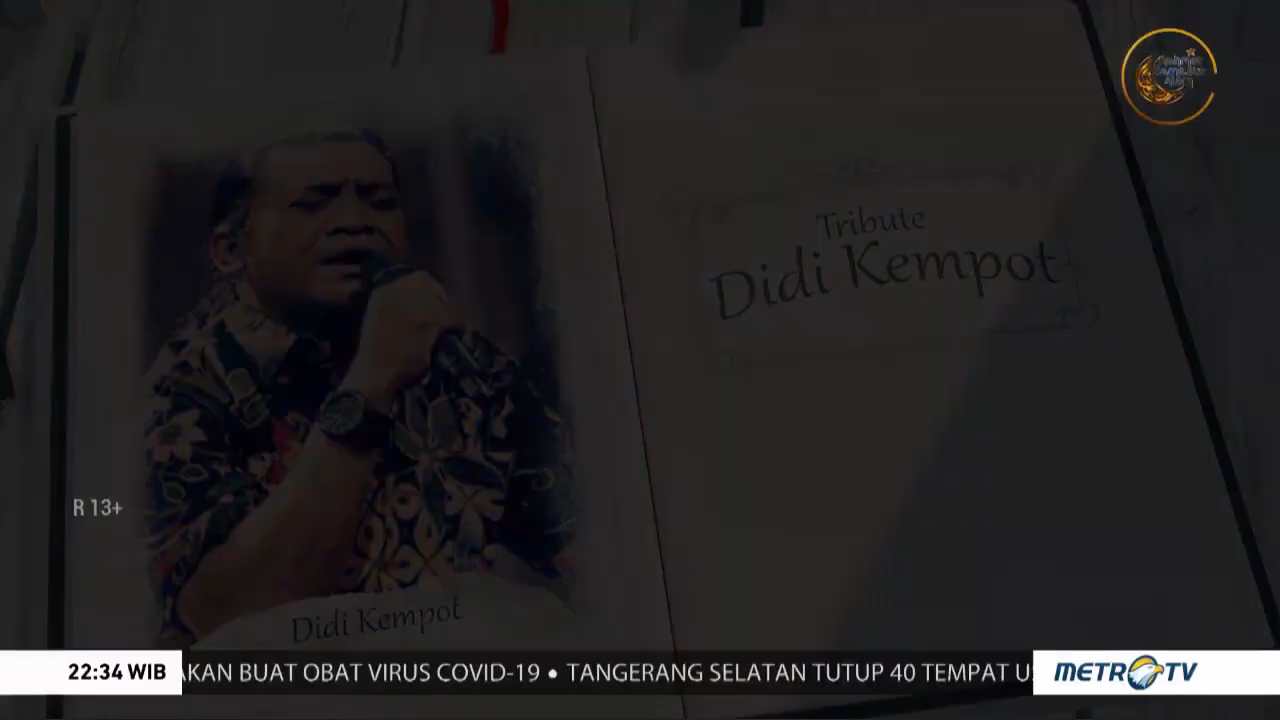 Tribute
Didi Kempot
R 13+
Didi Kempot
22:34 WIB
AKAN BUAT OBAT VIRUS COVID-19 • TANGERANG SELATAN TUTUP 40 TEMPAT U
METRO TV